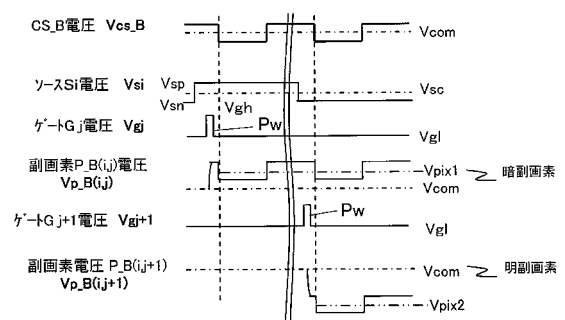 CS_B電圧 Vcs_B
Vcom
ソースSi電圧 Vsi
Vsp
Vsn
Vsc
Vgh
ゲートGj電圧 Vgj
Pw
Vgl
副画素P_B(i,j)電圧
Vp_B(i,j)
Vpix1
Vcom
暗副画素
ゲートGj+1電圧 Vgj+1
Pw
Vgl
副画素電圧 P_B(i,j+1)
Vp_B(i,j+1)
Vcom
明副画素
Vpix2